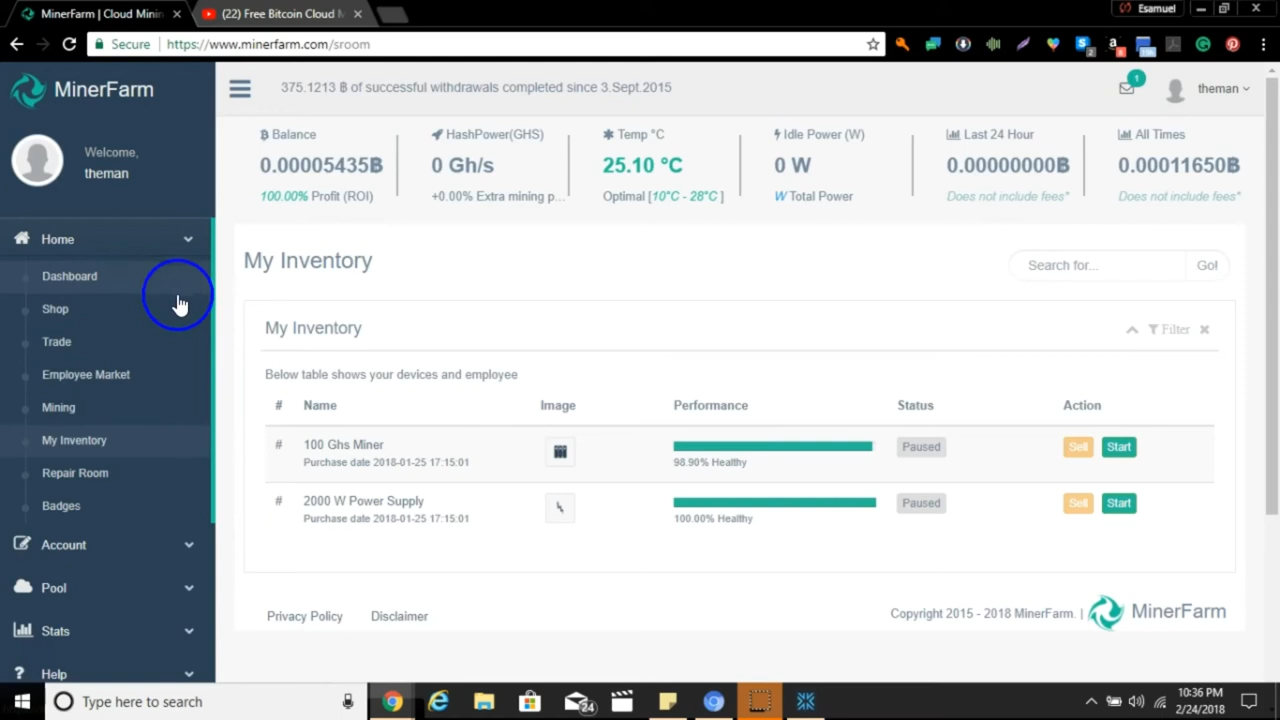 MinerFarm | Cloud Minin
(22) Free Bitcoin Cloud M
Esamuel
Secure
https://www.minerfarm.com/sroom
MinerFarm
375.1213 ฿ of successful withdrawals completed since 3.Sept.2015
1
theman
Welcome,
theman
Balance
0.00005435฿
100.00% Profit (ROI)
HashPower(GHS)
0 Gh/s
+0.00% Extra mining p...
Temp °C
25.10 °C
Optimal [10°C - 28°C ]
Idle Power (W)
0 W
W Total Power
Last 24 Hour
0.00000000฿
Does not include fees*
All Times
0.00011650฿
Does not include fees*
Home
Dashboard
Shop
Trade
Employee Market
Mining
My Inventory
Repair Room
Badges
Account
Pool
Stats
Help
My Inventory
Search for...
Go!
My Inventory
Filter
Below table shows your devices and employee
# Name Image Performance Status Action
# 100 Ghs Miner Paused Sell Start
Purchase date 2018-01-25 17:15:01 98.90% Healthy
# 2000 W Power Supply Paused Sell Start
Purchase date 2018-01-25 17:15:01 100.00% Healthy
Privacy Policy Disclaimer
Copyright 2015 - 2018 MinerFarm. | MinerFarm
Type here to search
24
10:36 PM
2/24/2018